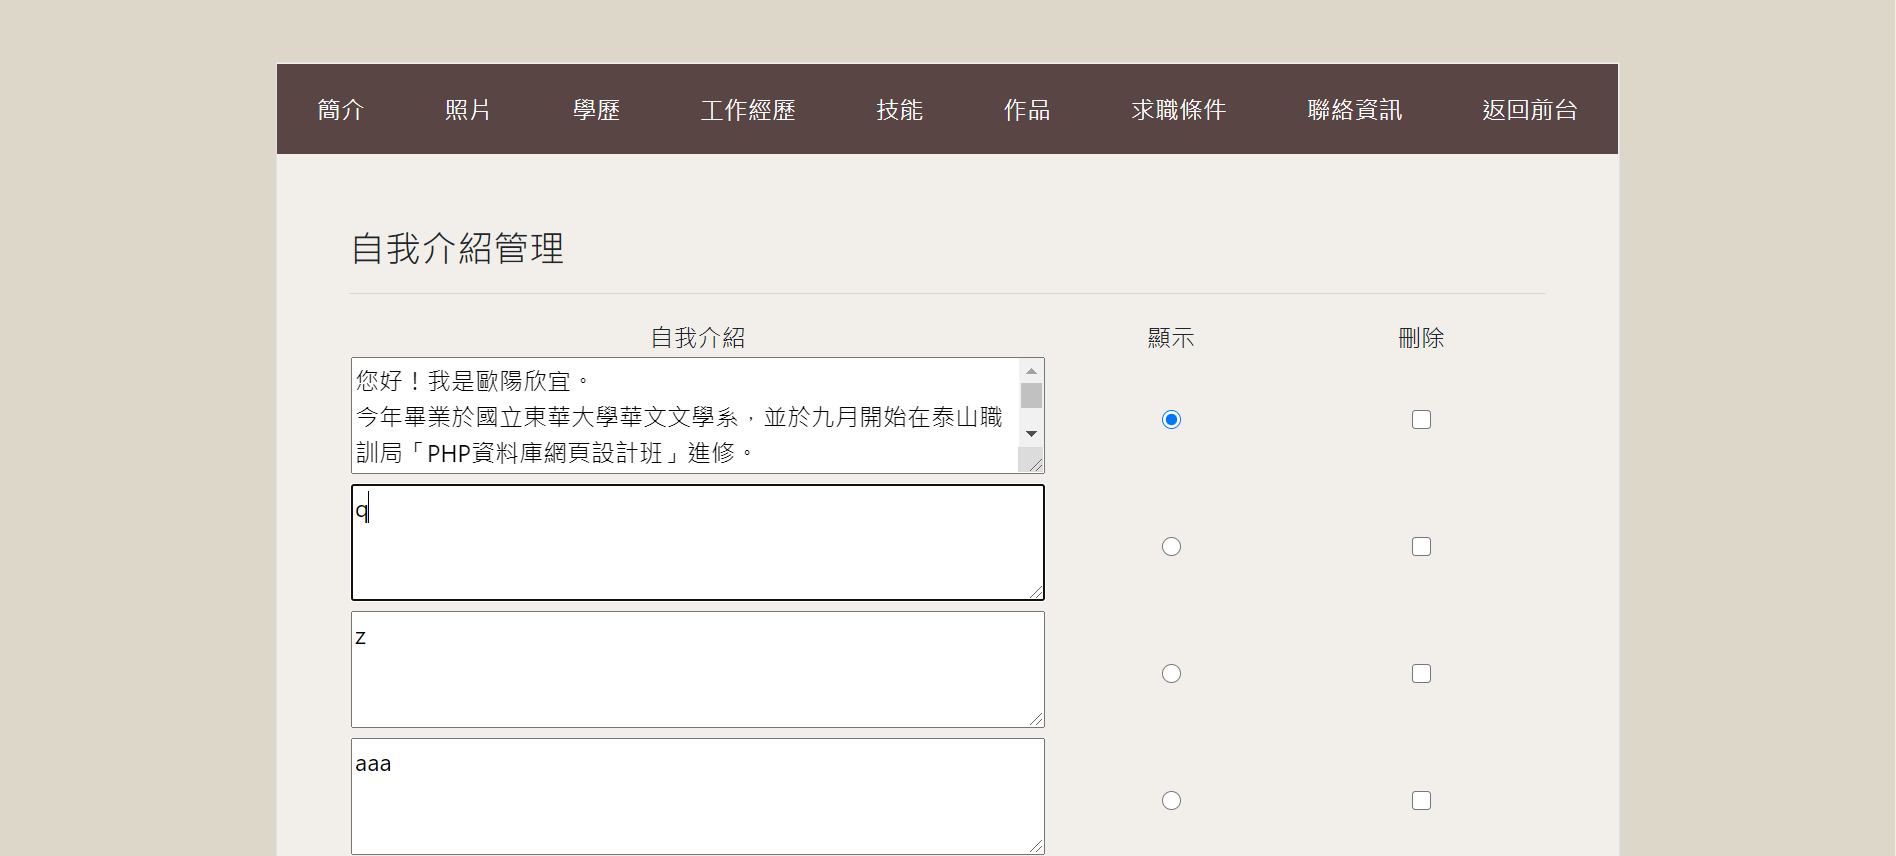 簡介 照片 學歷 工作經歷 技能 作品 求職條件 聯絡資訊 返回前台
自我介紹管理
自我介紹 顯示 刪除
您好！我是歐陽欣宜。
今年畢業於國立東華大學華文文學系，並於九月開始在泰山職
訓局「PHP資料庫網頁設計班」進修。
q
z
aaa